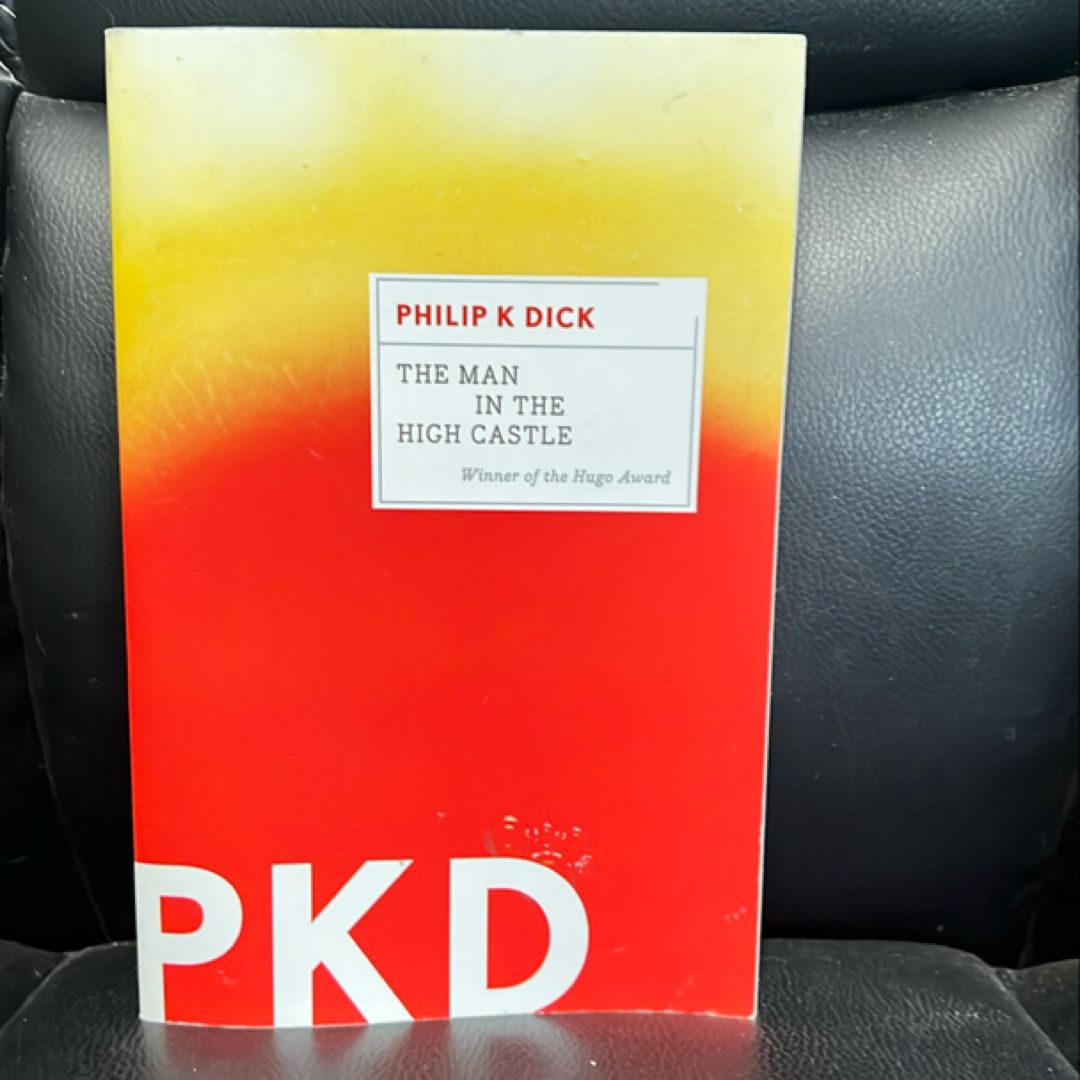 PHILIP K DICK
THE MAN
IN THE
HIGH CASTLE
Winner of the Hugo Award
PKD